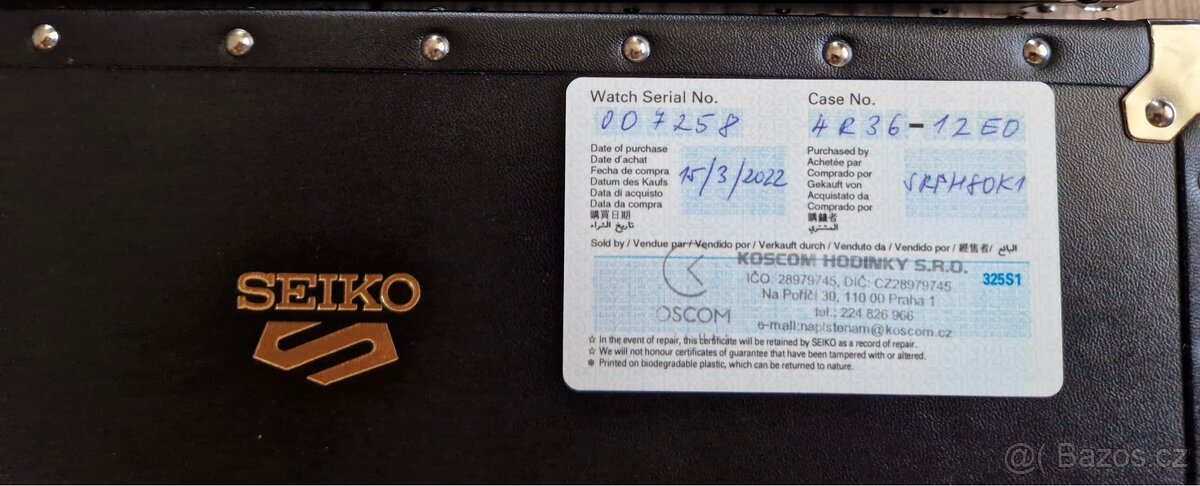 Watch Serial No.
007258
Case No.
4R36-12E0
Date of purchase
Date d'achat
Fecha de compra
Datum des Kaufs
Data di acquisto
Data da compra
購買日期
تاريخ الشراء
15/3/2022
Purchased by
Achetée par
Comprado por
Gekauft von
Acquistato da
Comprado por
購錶者
المشتري
SRPH80K1
Sold by / Vendue par / Vendido por / Verkauft durch / Venduto da / Vendido por / 經售者 / البائع
KOSCOM HODINKY S.R.O.
IČO: 28979745, DIČ: CZ28979745
Na Poříčí 30, 110 00 Praha 1
tel.: 224 826 966
e-mail:napistenam@koscom.cz
325S1
OSCOM
☆ In the event of repair, this certificate will be retained by SEIKO as a record of repair.
☆ We will not honour certificates of guarantee that have been tampered with or altered.
❄ Printed on biodegradable plastic, which can be returned to nature.
SEIKO
Bazos.cz